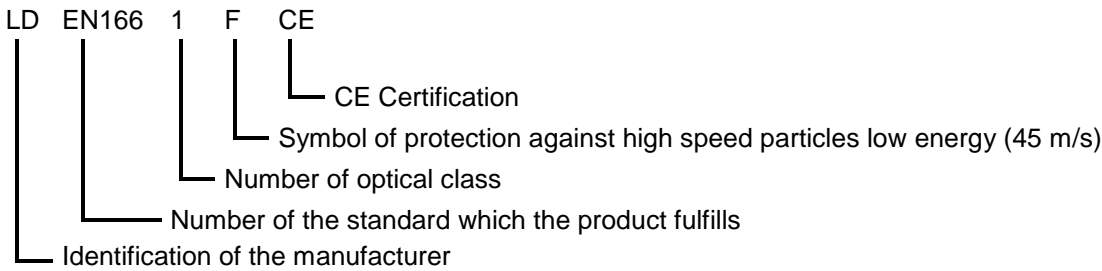 LD EN166 1 F CE
CE Certification
Symbol of protection against high speed particles low energy (45 m/s)
Number of optical class
Number of the standard which the product fulfills
Identification of the manufacturer